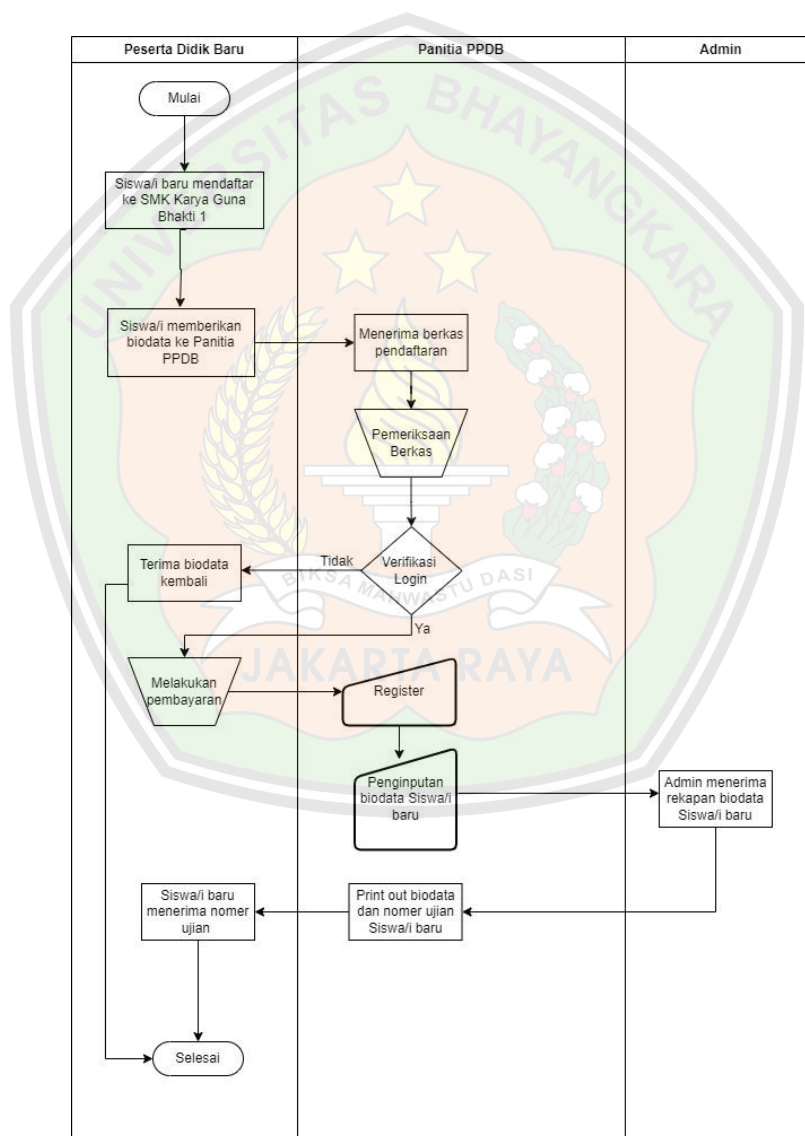 Peserta Didik Baru
Panitia PPDB
Admin
Mulai
Siswa/i baru mendaftar
ke SMK Karya Guna
Bhakti 1
Siswa/i memberikan
biodata ke Panitia
PPDB
Menerima berkas
pendaftaran
Pemeriksaan
Berkas
Verifikasi
Login
Tidak
Terima biodata
kembali
Ya
Melakukan
pembayaran
Register
Penginputan
biodata Siswa/i
baru
Admin menerima
rekapan biodata
Siswa/i baru
Print out biodata
dan nomer ujian
Siswa/i baru
Siswa/i baru
menerima nomer
ujian
Selesai
UNIVERSITAS BHAYANGKARA
BIKSA MAHWASTU DASI
JAKARTA RAYA